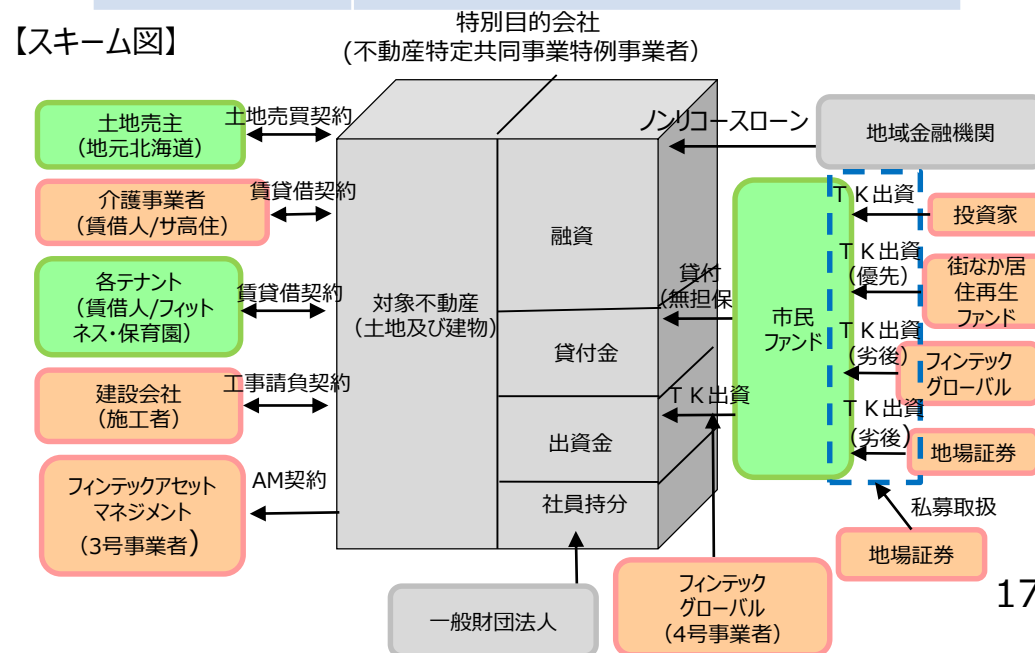 【スキーム図】
特別目的会社
(不動産特定共同事業特例事業者)
土地売主
(地元北海道)
土地売買契約
介護事業者
(賃借人/サ高住)
賃貸借契約
各テナント
(賃借人/フィット
ネス・保育園)
賃貸借契約
建設会社
(施工者)
工事請負契約
フィンテックアセット
マネジメント
(3号事業者)
AM契約
対象不動産
(土地及び建物)
融資
貸付金
出資金
社員持分
ノンリコースローン
地域金融機関
貸付
(無担保
ＴＫ出資
市民
ファンド
ＴＫ出資
投資家
ＴＫ出資
(優先)
街なか居
住再生
ファンド
ＴＫ出資
(劣後)
フィンテック
グローバル
ＴＫ出資
(劣後)
地場証券
私募取扱
地場証券
一般財団法人
フィンテック
グローバル
(4号事業者)
17